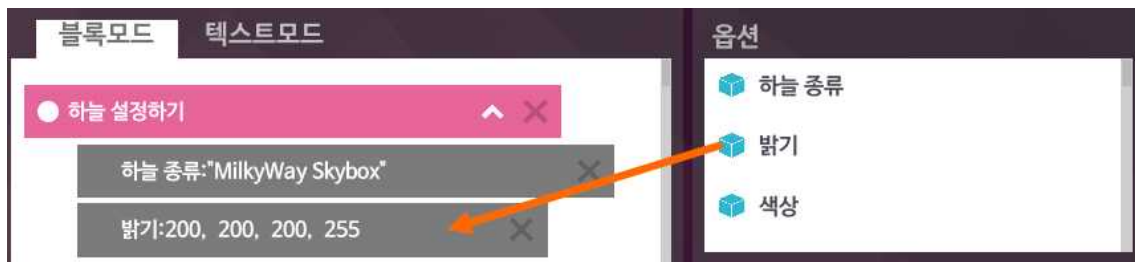 블록모드 텍스트모드
하늘 설정하기
하늘 종류:"MilkyWay Skybox"
밝기:200, 200, 200, 255
옵션
하늘 종류
밝기
색상